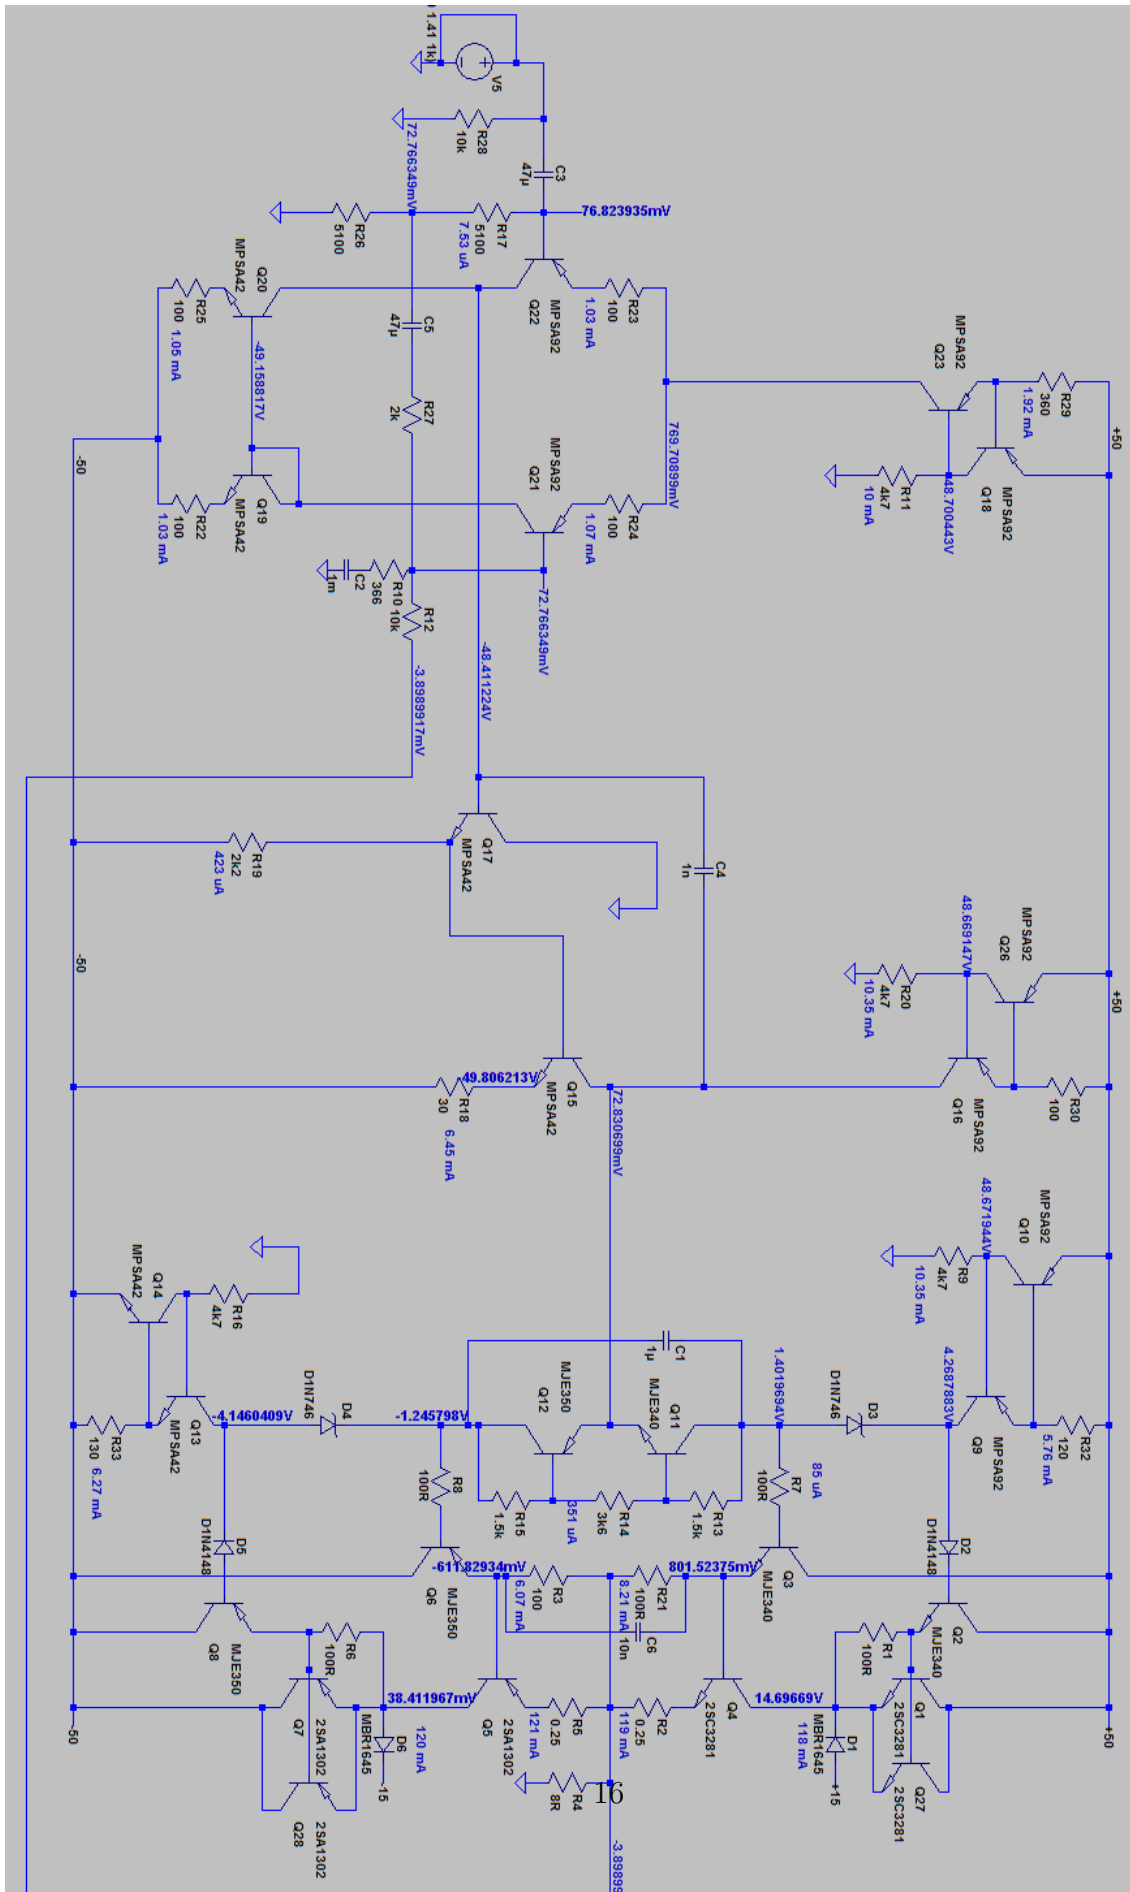 ) 1.41 1k)
V5
R28
10k
C3
47µ
72.766349mV
76.823935mV
R26
5100
R17
5100
7.53 uA
MPSA42
Q20
R25
100
1.05 mA
-49.158817V
Q22
MPSA92
R23
100
1.03 mA
C5
47µ
R27
2k
MPSA92
Q23
R29
360
1.92 mA
+50
769.70899mV
-50
MPSA92
Q21
R24
100
1.07 mA
Q19
MPSA42
R22
100
1.03 mA
R11
4k7
10 mA
48.700443V
Q18
MPSA92
C2
1m
R10
366
R12
10k
72.766349mV
-48.411224V
-3.8989917mV
Q17
MPSA42
R19
2k2
423 uA
C4
1n
-50
48.669147V
MPSA92
Q26
R20
4k7
10.35 mA
+50
-49.806213V
Q15
MPSA42
R18
30
6.45 mA
72.830699mV
Q16
MPSA92
R30
100
MPSA92
Q10
48.671944V
R9
4k7
10.35 mA
MPSA42
Q14
R16
4k7
C1
1µ
D1N746
D4
-4.1460409V
-1.245798V
MJE350
Q12
MJE340
Q11
1.4019694V
D1N746
D3
4.2687883V
Q13
MPSA42
R33
130
6.27 mA
Q9
MPSA92
R32
120
5.76 mA
R8
100R
R7
100R
85 uA
R15
1.5k
351 uA
R14
3k6
R13
1.5k
D5
D1N4148
D2
D1N4148
-611.82934mV
Q6
MJE350
R3
100
6.07 mA
R21
100R
8.21 mA
801.52375mV
Q3
MJE340
C6
10n
Q8
MJE350
R6
100R
Q2
MJE340
R1
100R
-50
Q7
2SA1302
38.411967mV
Q5
2SA1302
R5
0.25
121 mA
R2
0.25
119 mA
Q4
2SC3281
14.69669V
Q1
2SC3281
+50
D6
MBR1645
120 mA
-15
D1
MBR1645
118 mA
+15
Q28
2SA1302
R4
8R
Q27
2SC3281
16
-3.89899